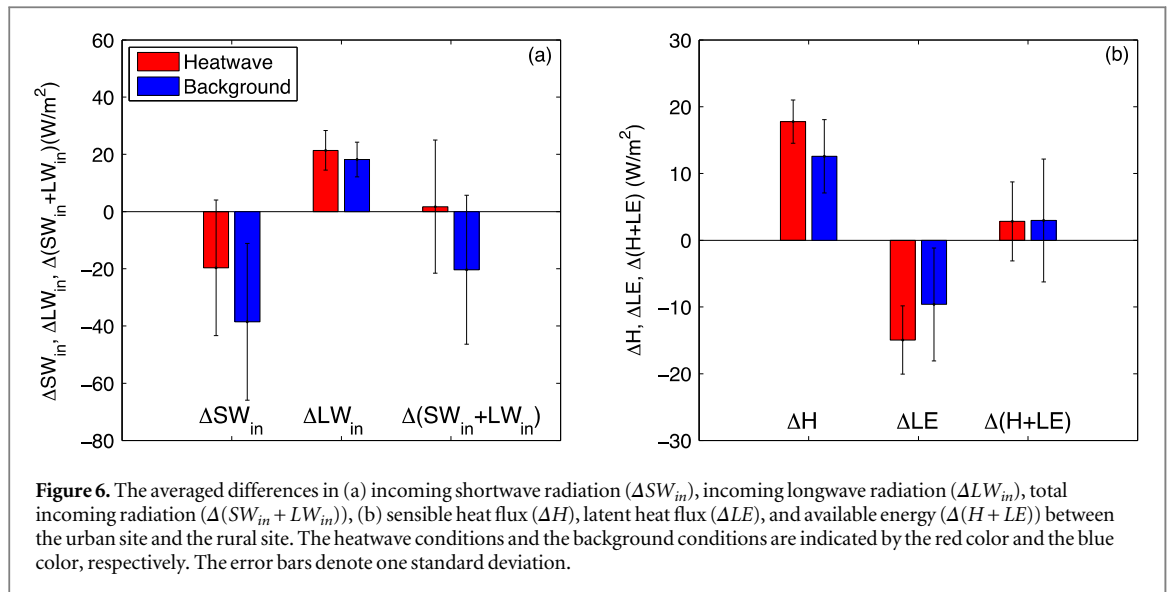 60
40
20
0
−20
−40
−60
−80
ΔSW_in, ΔLW_in, Δ(SW_in+LW_in)(W/m²)
Heatwave
Background
(a)
ΔSW_in ΔLW_in Δ(SW_in+LW_in)
30
20
10
0
−10
−20
−30
ΔH, ΔLE, Δ(H+LE) (W/m²)
(b)
ΔH ΔLE Δ(H+LE)
Figure 6. The averaged differences in (a) incoming shortwave radiation (ΔSW_in), incoming longwave radiation (ΔLW_in), total
incoming radiation (Δ(SW_in + LW_in)), (b) sensible heat flux (ΔH), latent heat flux (ΔLE), and available energy (Δ(H + LE)) between
the urban site and the rural site. The heatwave conditions and the background conditions are indicated by the red color and the blue
color, respectively. The error bars denote one standard deviation.